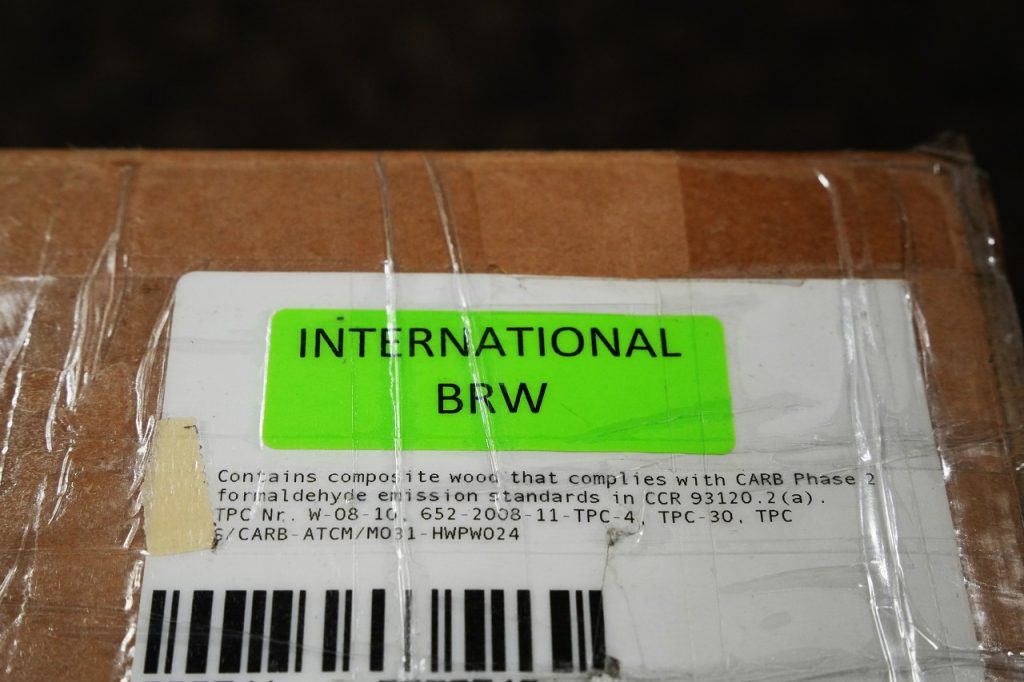 INTERNATIONAL
BRW
Contains composite wood that complies with CARB Phase 2
formaldehyde emission standards in CCR 93120.2(a).
TPC Nr. W-08-10, 652-2008-11-TPC-4, TPC-30, TPC
/CARB-ATCM/MO31-HWPW024